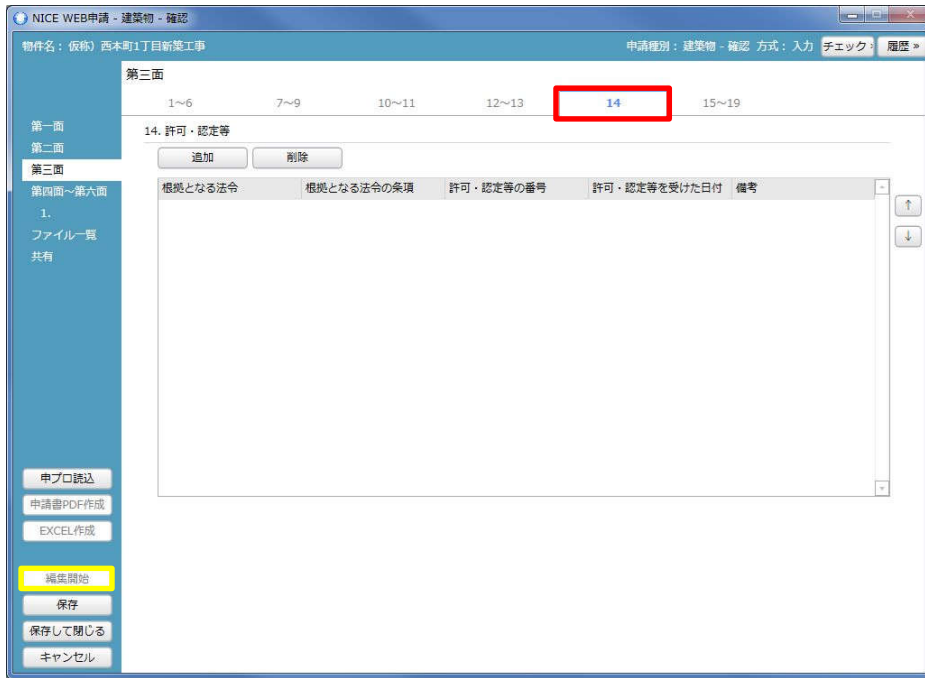 NICE WEB申請 - 建築物 - 確認
物件名： 仮称）西木町1丁目新築工事 申請種別： 建築物 - 確認 方式： 入力 チェック» 履歴 »
第三面
1～6 7～9 10～11 12～13 14 15～19
第一面
第二面
第三面
第四面～第六面
1.
ファイル一覧
共有
14. 許可・認定等
追加 削除
根拠となる法令 根拠となる法令の条項 許可・認定等の番号 許可・認定等を受けた日付 備考
↑
↓
申プロ読込
申請書PDF作成
EXCEL作成
編集開始
保存
保存して閉じる
キャンセル